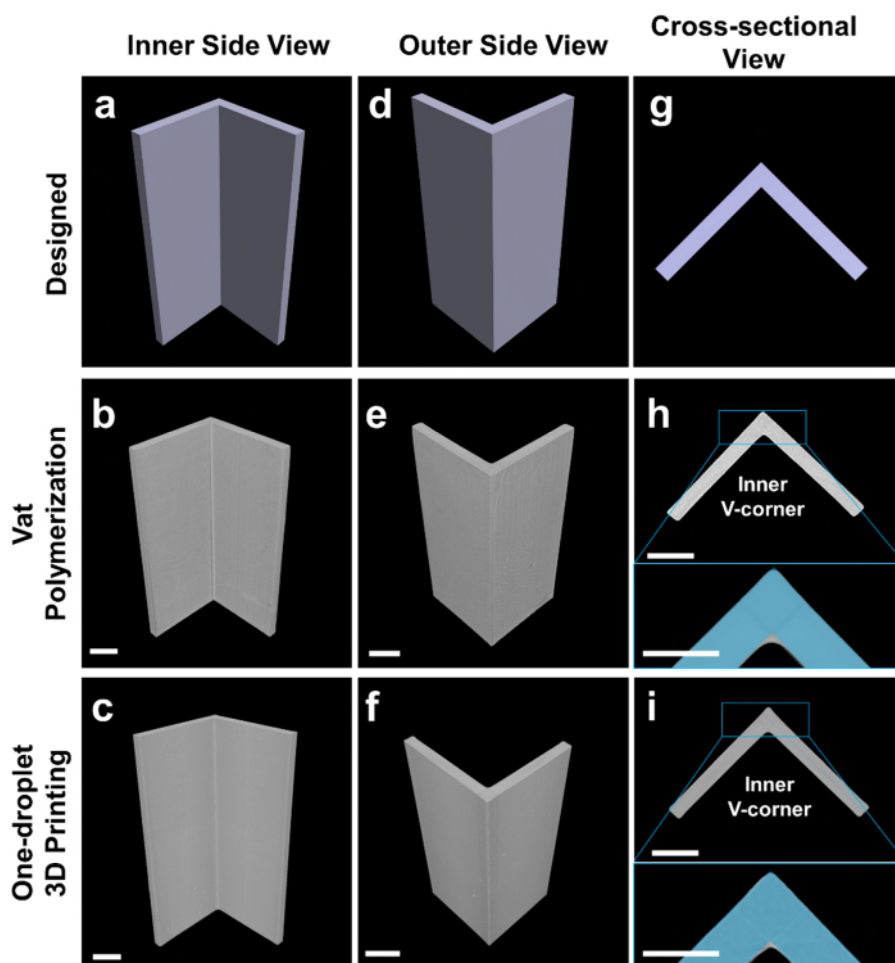 Inner Side View
Outer Side View
Cross-sectional
View
Designed
a
d
g
Vat
Polymerization
b
e
h
Inner
V-corner
One-droplet
3D Printing
c
f
i
Inner
V-corner